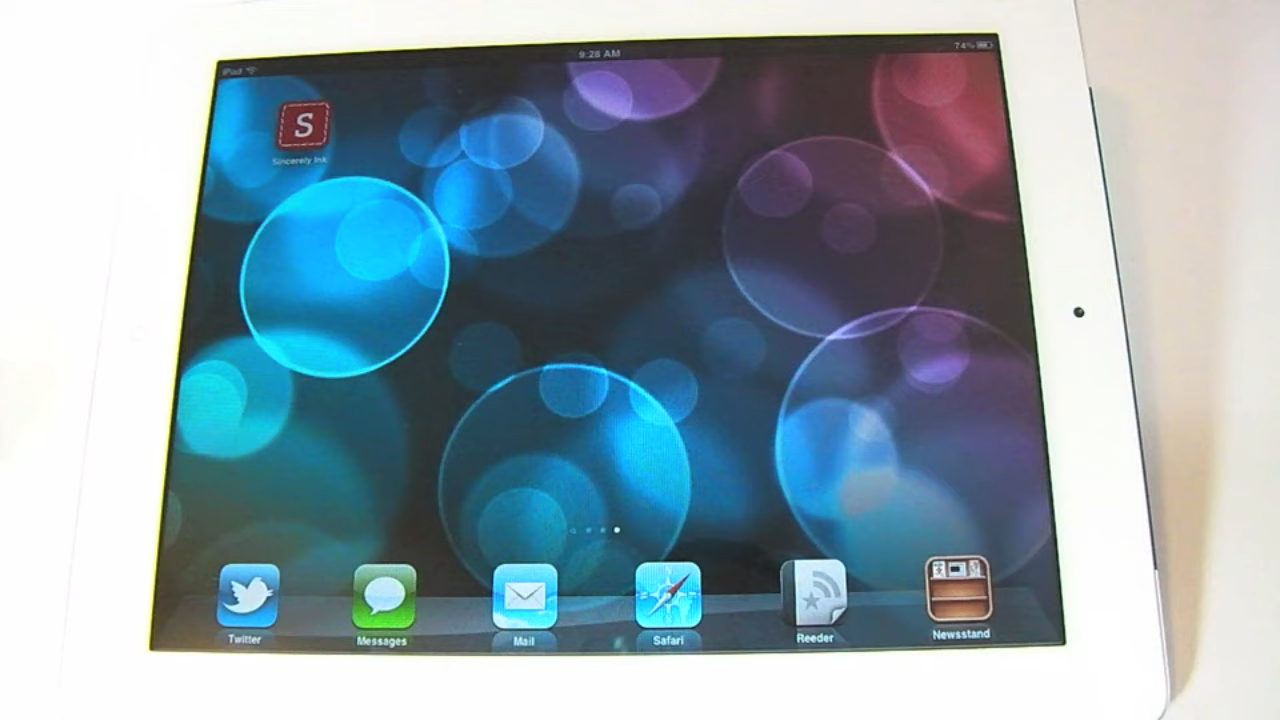 iPad 9:28 AM 74%
S
Sincerely Ink
Twitter Messages Mail Safari Reeder Newsstand